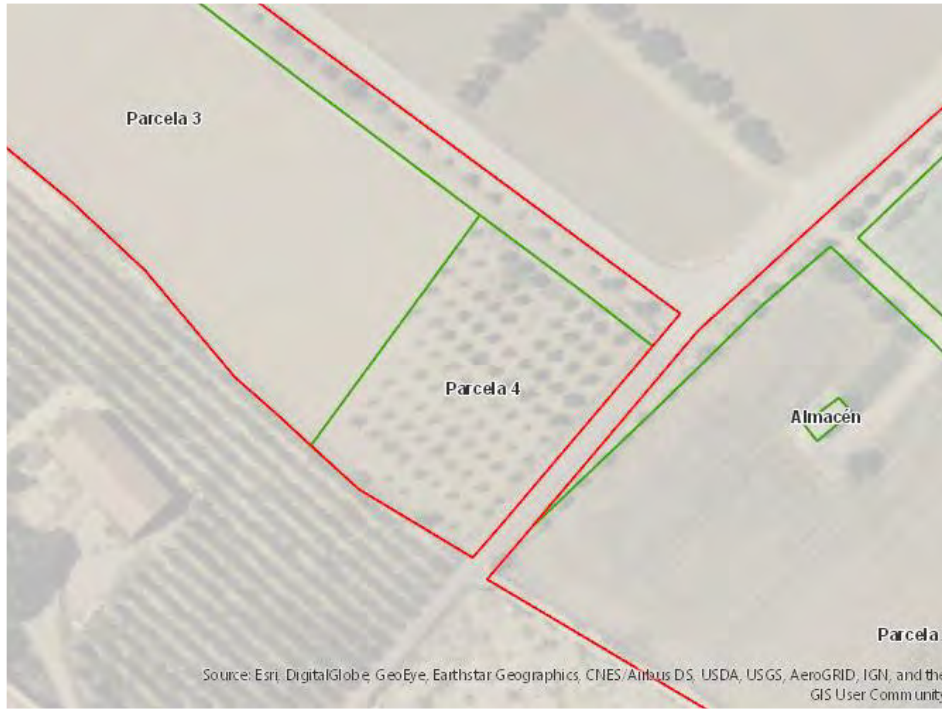 Parcela 3
Parcela 4
Almacén
Parcela
Source: Esri, DigitalGlobe, GeoEye, Earthstar Geographics, CNES/Airbus DS, USDA, USGS, AeroGRID, IGN, and the
GIS User Community